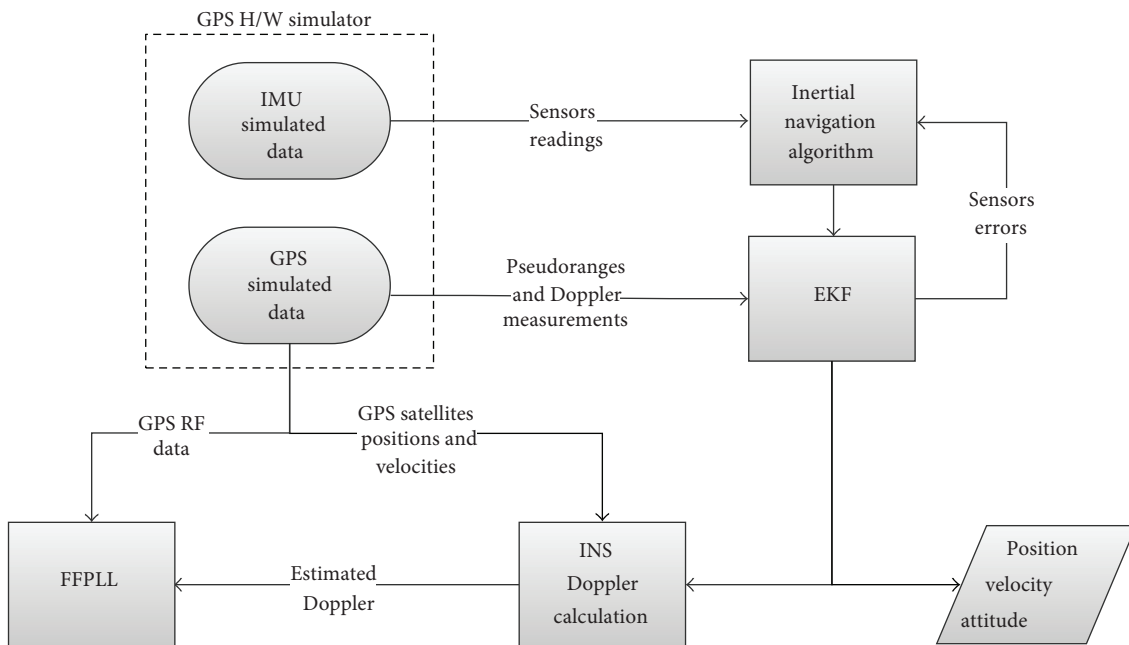 GPS H/W simulator
IMU
simulated
data
Sensors
readings
Inertial
navigation
algorithm
Sensors
errors
GPS
simulated
data
Pseudoranges
and Doppler
measurements
EKF
GPS RF
data
GPS satellites
positions and
velocities
FFPLL
Estimated
Doppler
INS
Doppler
calculation
Position
velocity
attitude